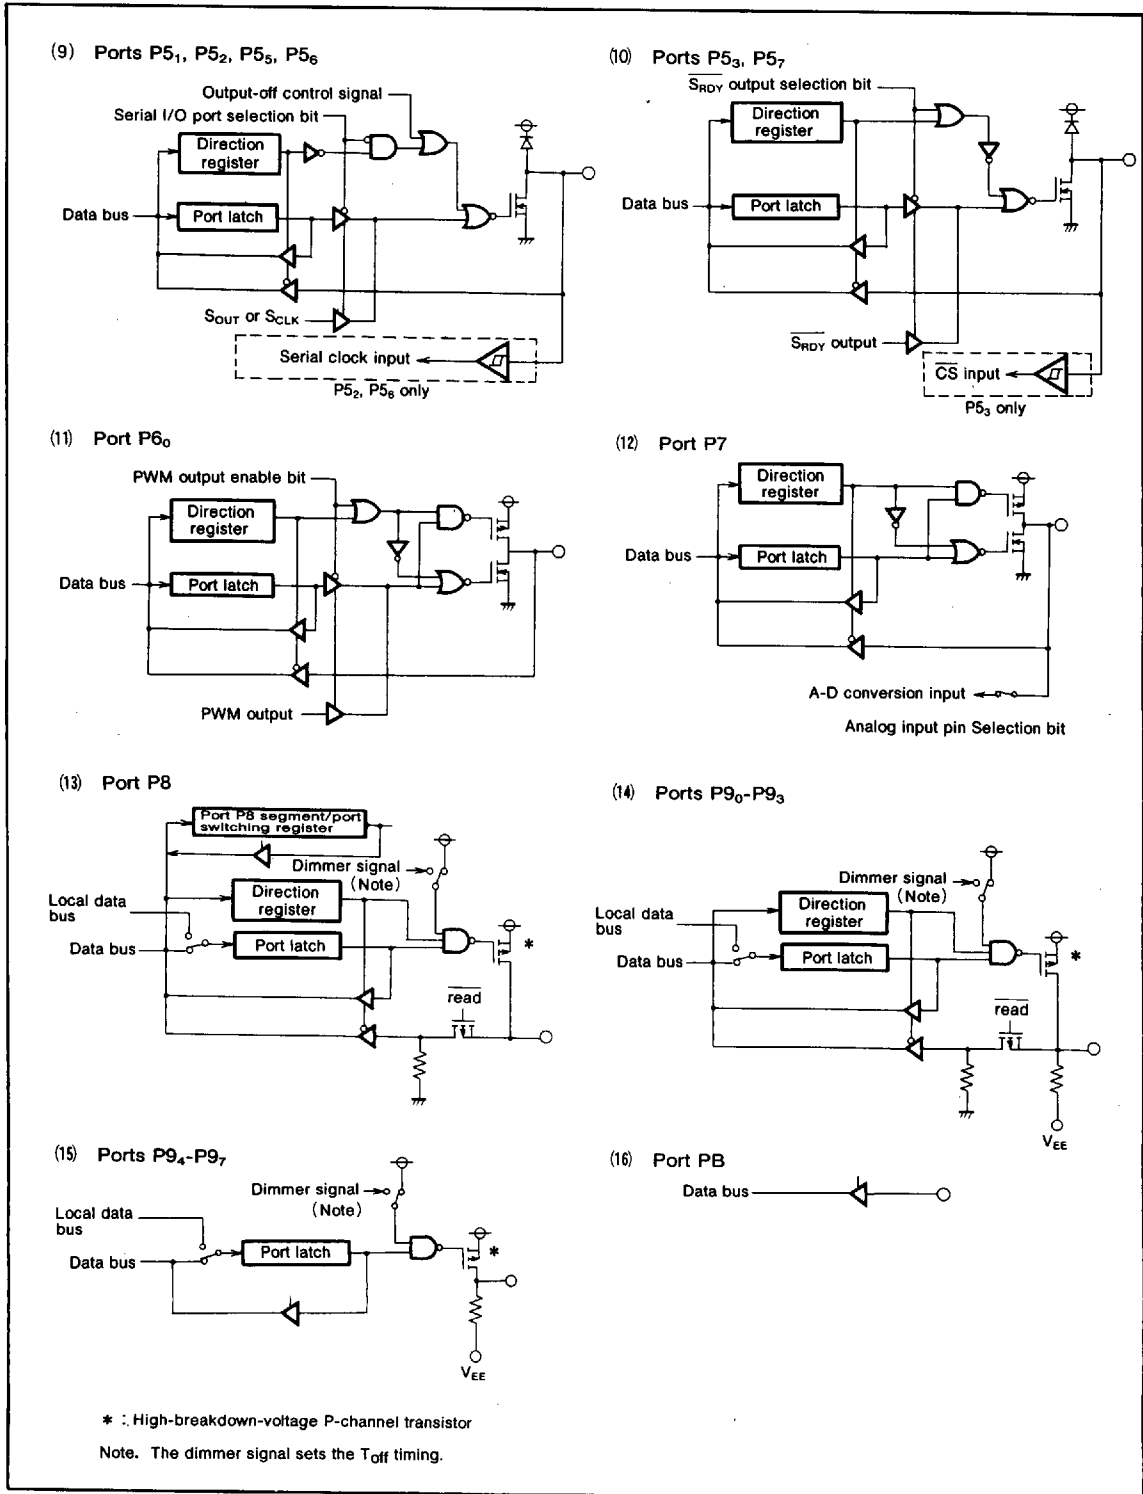 (9) Ports P5₁, P5₂, P5₅, P5₆
Output-off control signal
Serial I/O port selection bit
Direction
register
Data bus
Port latch
S_OUT or S_CLK
Serial clock input
P5₂, P5₆ only
(10) Ports P5₃, P5₇
S̅_R̅D̅Y̅ output selection bit
Direction
register
Data bus
Port latch
S̅_R̅D̅Y̅ output
C̅S̅ input
P5₃ only
(11) Port P6₀
PWM output enable bit
Direction
register
Data bus
Port latch
PWM output
(12) Port P7
Direction
register
Data bus
Port latch
A-D conversion input
Analog input pin Selection bit
(13) Port P8
Port P8 segment/port
switching register
Dimmer signal
(Note)
Direction
register
Local data
bus
Data bus
Port latch
*
r̅e̅a̅d̅
(14) Ports P9₀-P9₃
Dimmer signal
(Note)
Direction
register
Local data
bus
Data bus
Port latch
*
r̅e̅a̅d̅
V_EE
(15) Ports P9₄-P9₇
Dimmer signal
(Note)
Local data
bus
Data bus
Port latch
*
V_EE
(16) Port PB
Data bus
* : High-breakdown-voltage P-channel transistor
Note. The dimmer signal sets the T_off timing.